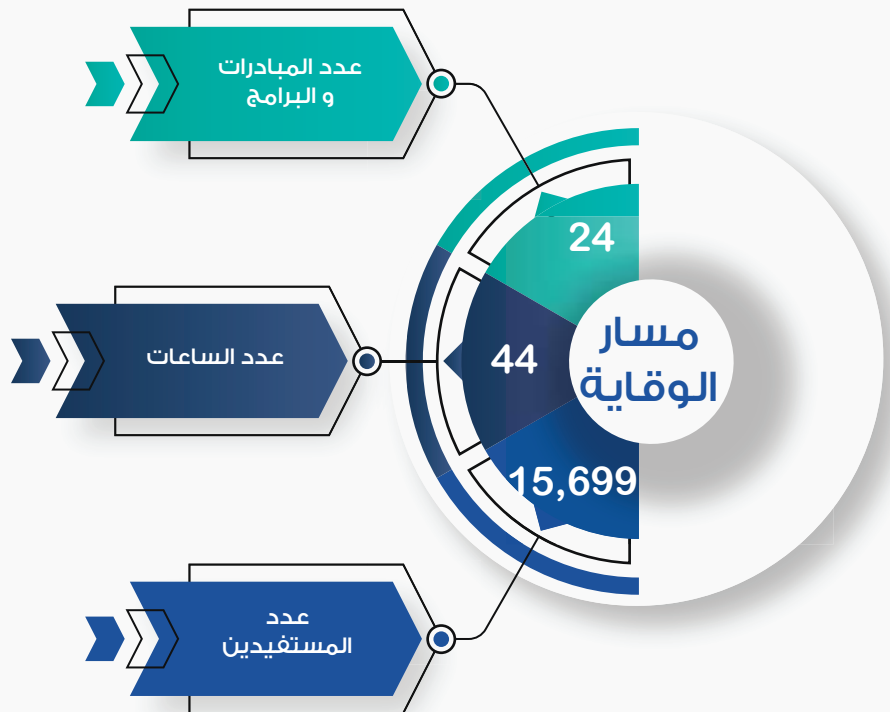 عدد المبادرات
و البرامج
24
مسار
الوقاية
عدد الساعات
44
15,699
عدد
المستفيدين